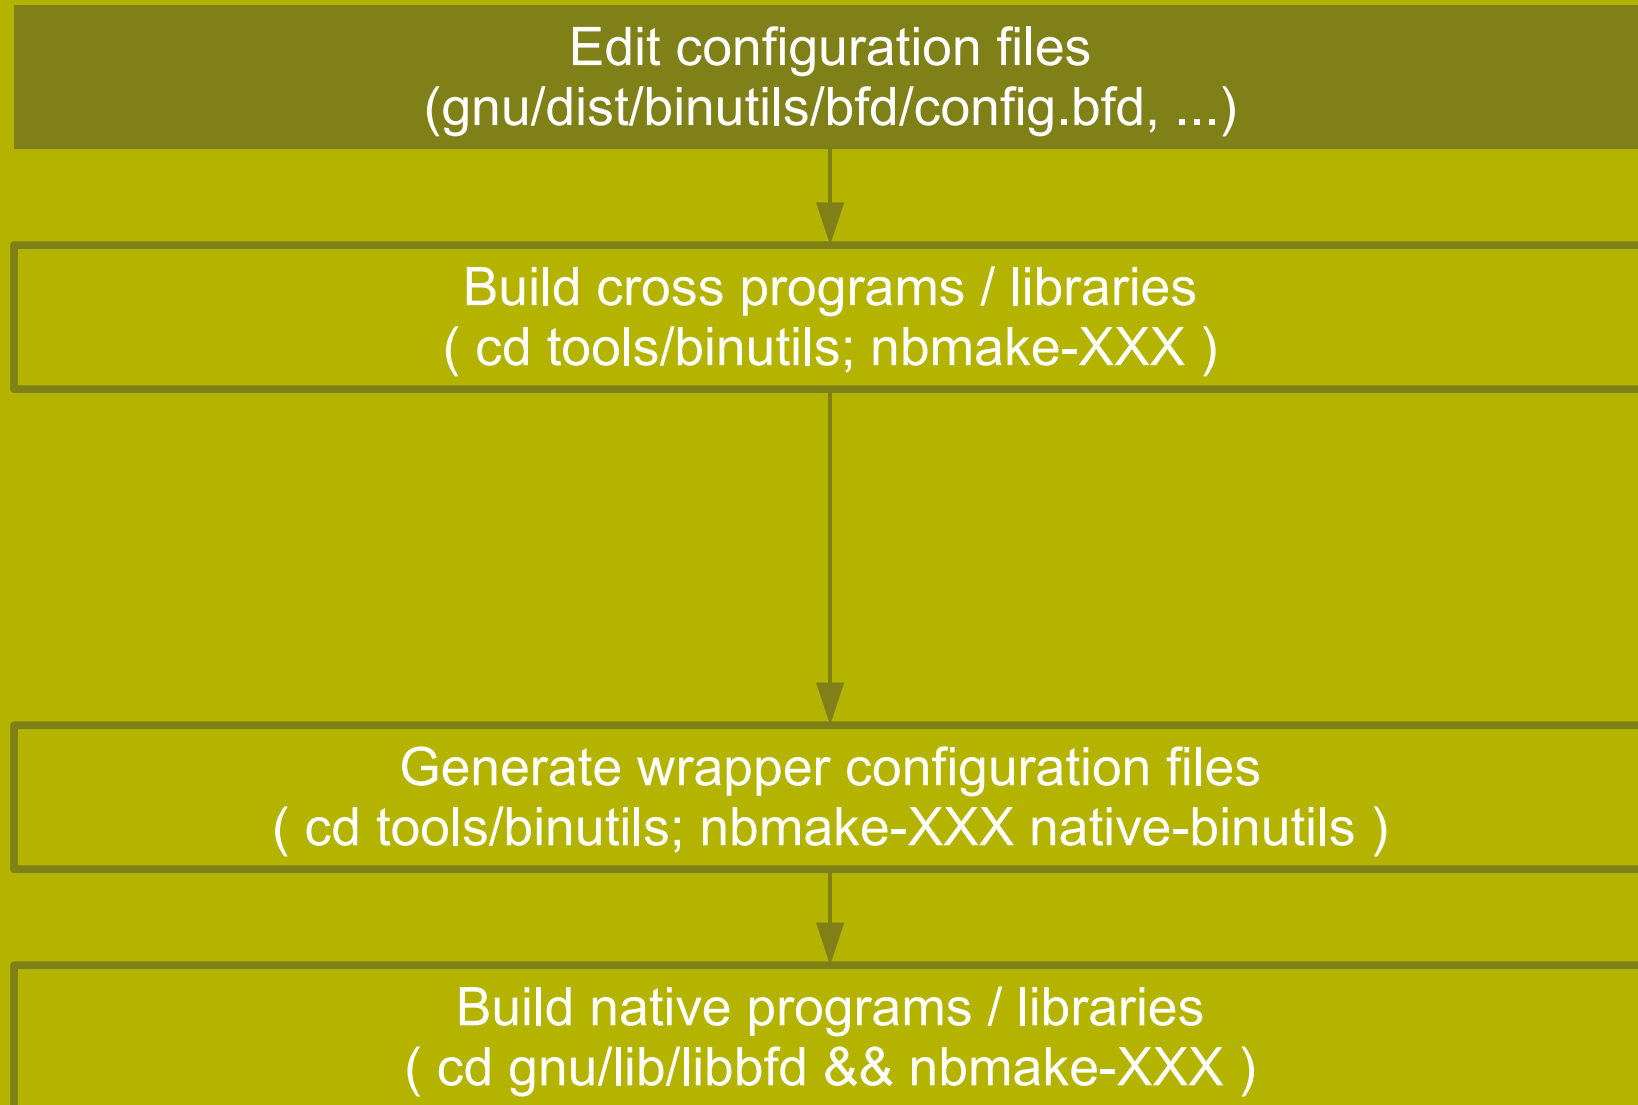 Edit configuration files
(gnu/dist/binutils/bfd/config.bfd, ...)
Build cross programs / libraries
( cd tools/binutils; nbmake-XXX )
Generate wrapper configuration files
( cd tools/binutils; nbmake-XXX native-binutils )
Build native programs / libraries
( cd gnu/lib/libbfd && nbmake-XXX )